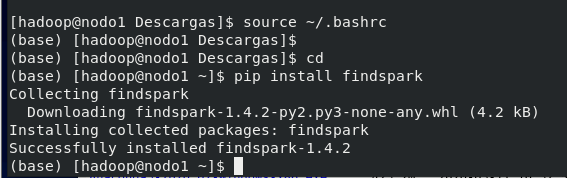 [hadoop@nodo1 Descargas]$ source ~/.bashrc
(base) [hadoop@nodo1 Descargas]$
(base) [hadoop@nodo1 Descargas]$ cd
(base) [hadoop@nodo1 ~]$ pip install findspark
Collecting findspark
  Downloading findspark-1.4.2-py2.py3-none-any.whl (4.2 kB)
Installing collected packages: findspark
Successfully installed findspark-1.4.2
(base) [hadoop@nodo1 ~]$